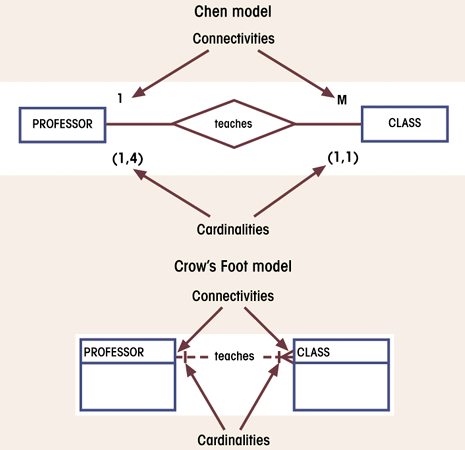 Chen model
Connectivities
1
M
PROFESSOR
teaches
CLASS
(1,4)
(1,1)
Cardinalities
Crow's Foot model
Connectivities
PROFESSOR
teaches
CLASS
Cardinalities